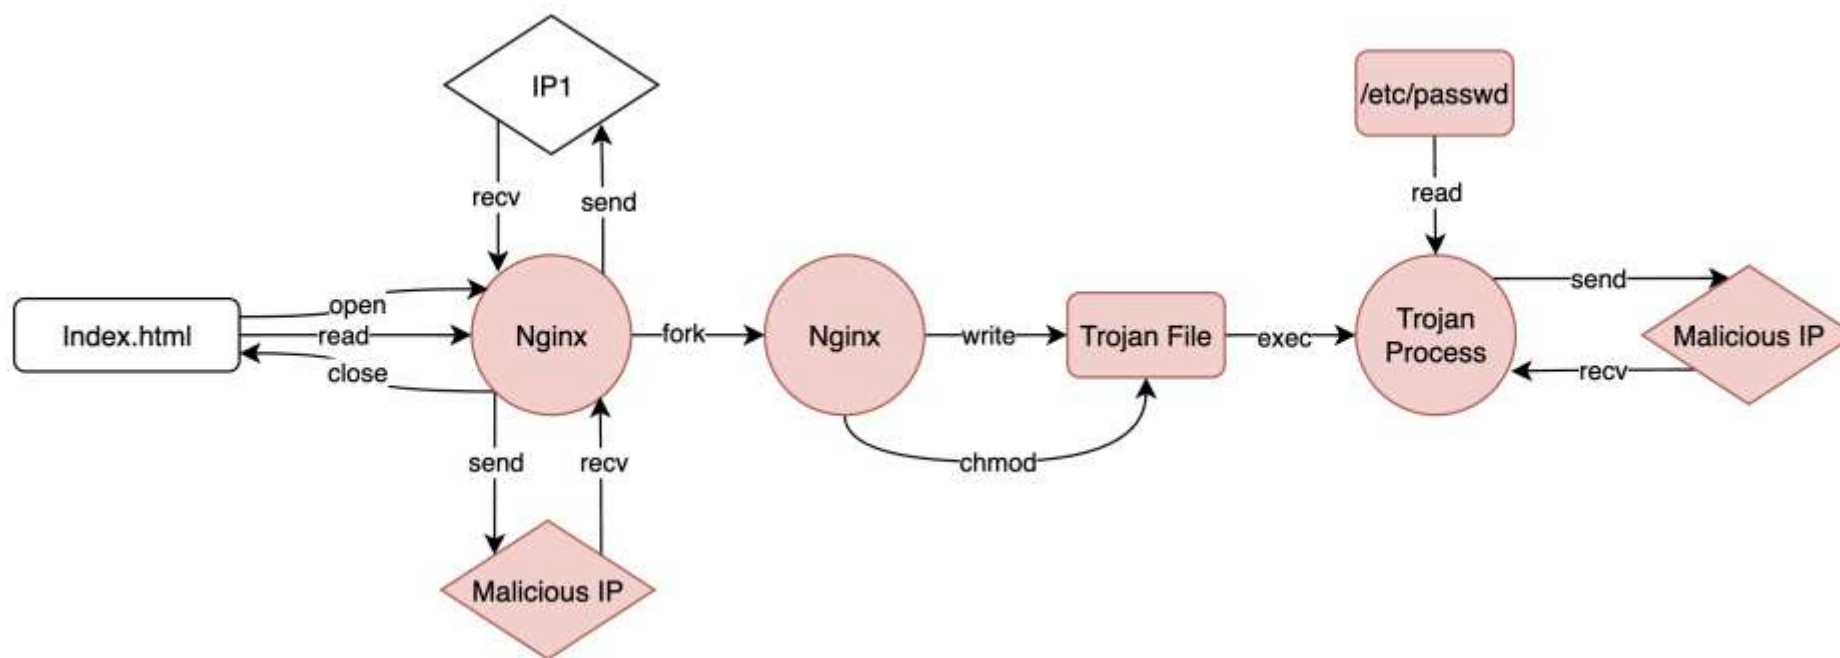 IP1
/etc/passwd
recv
send
read
open
send
Index.html
read
Nginx
fork
Nginx
write
Trojan File
exec
Trojan
Process
Malicious IP
close
recv
send
recv
chmod
Malicious IP